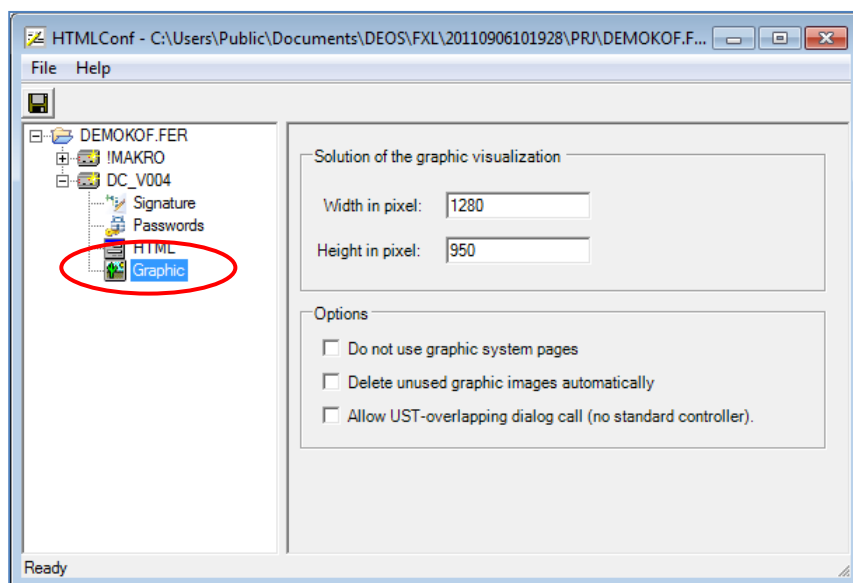 HTMLConf - C:\Users\Public\Documents\DEOS\FXL\20110906101928\PRJ\DEMOKOF.F...
File Help
DEMOKOF.FER
!MAKRO
DC_V004
Signature
Passwords
HTML
Graphic
Solution of the graphic visualization
Width in pixel: 1280
Height in pixel: 950
Options
Do not use graphic system pages
Delete unused graphic images automatically
Allow UST-overlapping dialog call (no standard controller).
Ready